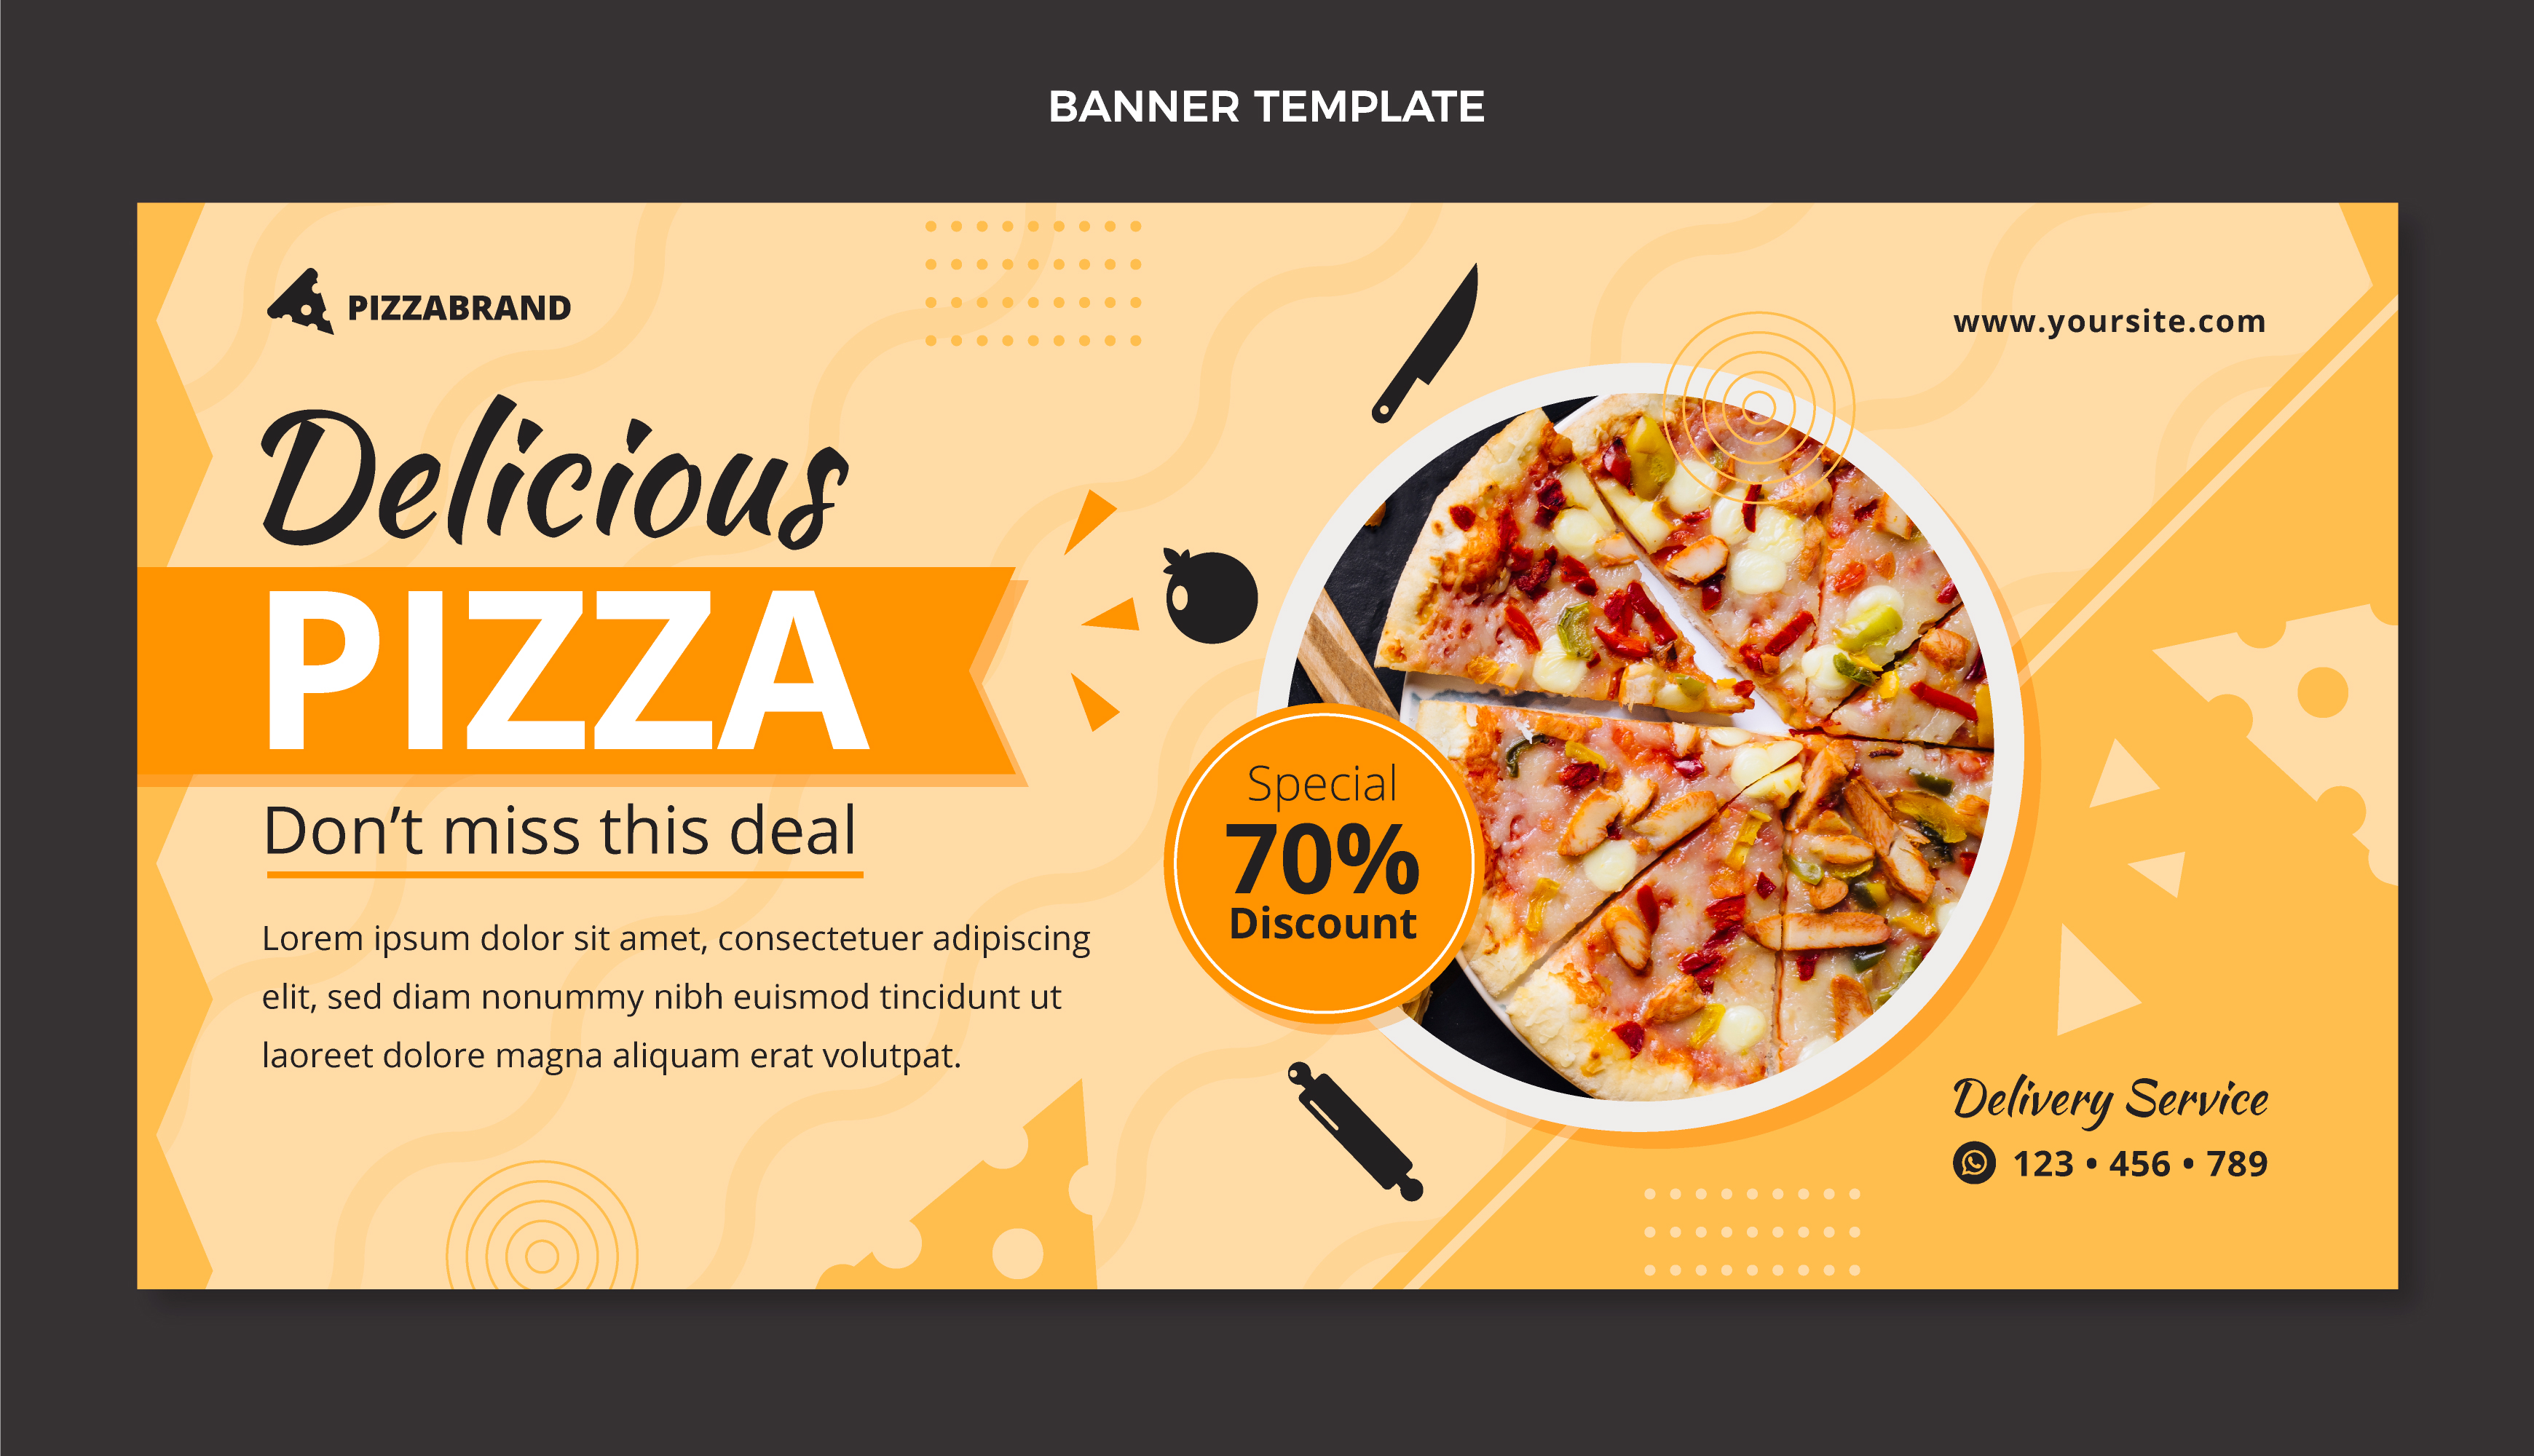 BANNER TEMPLATE
PIZZABRAND
www.yoursite.com
Delicious
PIZZA
Don’t miss this deal
Lorem ipsum dolor sit amet, consectetuer adipiscing
elit, sed diam nonummy nibh euismod tincidunt ut
laoreet dolore magna aliquam erat volutpat.
Special
70%
Discount
Delivery Service
123 • 456 • 789